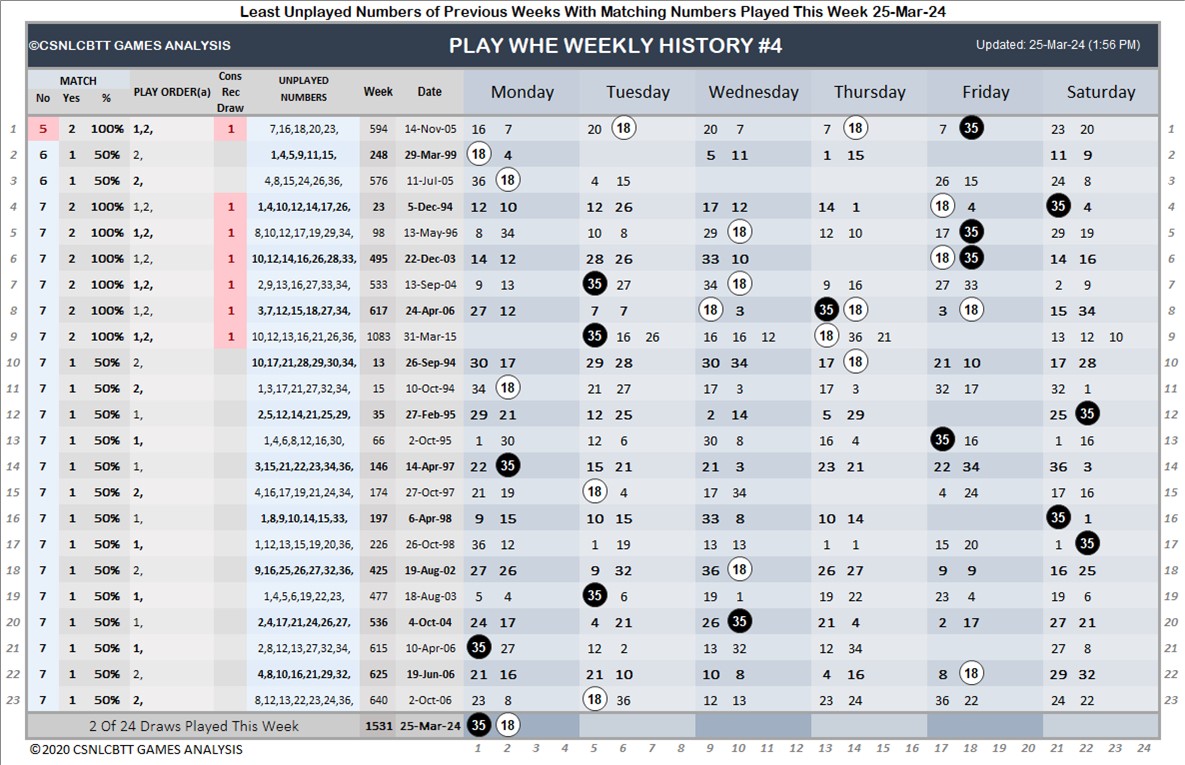 Least Unplayed Numbers of Previous Weeks With Matching Numbers Played This Week 25-Mar-24
©CSNLCBTT GAMES ANALYSIS PLAY WHE WEEKLY HISTORY #4 Updated: 25-Mar-24 (1:56 PM)
MATCH No Yes % PLAY ORDER(a) Cons Rec Draw UNPLAYED NUMBERS Week Date Monday Tuesday Wednesday Thursday Friday Saturday
1 5 2 100% 1,2, 1 7,16,18,20,23, 594 14-Nov-05 16 7 20 18 20 7 7 14 7 35 23 20 1
2 6 1 50% 2, 1,4,5,9,11,15, 248 29-Mar-99 18 4 5 11 1 15 11 9 2
3 6 1 50% 2, 4,8,15,24,26,36, 576 11-Jul-05 36 18 4 15 26 15 24 8 3
4 7 2 100% 1,2, 1 1,4,10,12,14,17,26, 23 5-Dec-94 12 10 12 26 17 12 14 1 18 4 35 4 4
5 7 2 100% 1,2, 1 8,10,12,17,19,29,34, 98 13-May-96 8 34 10 8 29 18 12 10 17 35 29 19 5
6 7 2 100% 1,2, 1 10,12,14,16,26,28,33, 495 22-Dec-03 14 12 28 26 33 10 18 35 14 16 6
7 7 2 100% 1,2, 1 2,9,13,16,27,33,34, 533 13-Sep-04 9 13 35 27 34 18 9 16 27 33 2 9 7
8 7 2 100% 1,2, 1 3,7,12,15,18,27,34, 617 24-Apr-06 27 12 7 7 18 3 35 18 3 18 15 34 8
9 7 2 100% 1,2, 1 10,12,13,16,21,26,36, 1083 31-Mar-15 35 16 26 16 16 12 18 36 21 13 12 10 9
10 7 1 50% 2, 10,17,21,28,29,30,34, 13 26-Sep-94 30 17 29 28 30 34 17 18 21 10 17 28 10
11 7 1 50% 2, 1,3,17,21,27,32,34, 15 10-Oct-94 34 18 21 27 17 3 17 3 32 17 32 1 11
12 7 1 50% 1, 2,5,12,14,21,25,29, 35 27-Feb-95 29 21 12 25 2 14 5 29 25 35 12
13 7 1 50% 1, 1,4,6,8,12,16,30, 66 2-Oct-95 1 30 12 6 30 8 16 4 35 16 1 16 13
14 7 1 50% 1, 3,15,21,22,23,34,36, 146 14-Apr-97 22 35 15 21 21 3 23 21 22 34 36 3 14
15 7 1 50% 2, 4,16,17,19,21,24,34, 174 27-Oct-97 21 19 18 4 17 34 4 24 17 16 15
16 7 1 50% 1, 1,8,9,10,14,15,33, 197 6-Apr-98 9 15 10 15 33 8 10 14 35 1 16
17 7 1 50% 1, 1,12,13,15,19,20,36, 226 26-Oct-98 36 12 1 19 13 13 1 1 15 20 1 35 17
18 7 1 50% 2, 9,16,25,26,27,32,36, 425 19-Aug-02 27 26 9 32 36 18 26 27 9 9 16 25 18
19 7 1 50% 1, 1,4,5,6,19,22,23, 477 18-Aug-03 5 4 35 6 19 1 19 22 23 4 19 6 19
20 7 1 50% 1, 2,4,17,21,24,26,27, 536 4-Oct-04 24 17 4 21 26 35 21 4 2 17 27 21 20
21 7 1 50% 1, 2,8,12,13,27,32,34, 615 10-Apr-06 35 27 12 2 13 32 12 34 27 8 21
22 7 1 50% 2, 4,8,10,16,21,29,32, 625 19-Jun-06 21 16 21 10 10 8 4 16 8 18 29 32 22
23 7 1 50% 2, 8,12,13,22,23,24,36, 640 2-Oct-06 23 8 18 36 12 13 23 24 36 22 24 22 23
2 Of 24 Draws Played This Week 1531 25-Mar-24 35 18
©2020 CSNLCBTT GAMES ANALYSIS 1 2 3 4 5 6 7 8 9 10 11 12 13 14 15 16 17 18 19 20 21 22 23 24